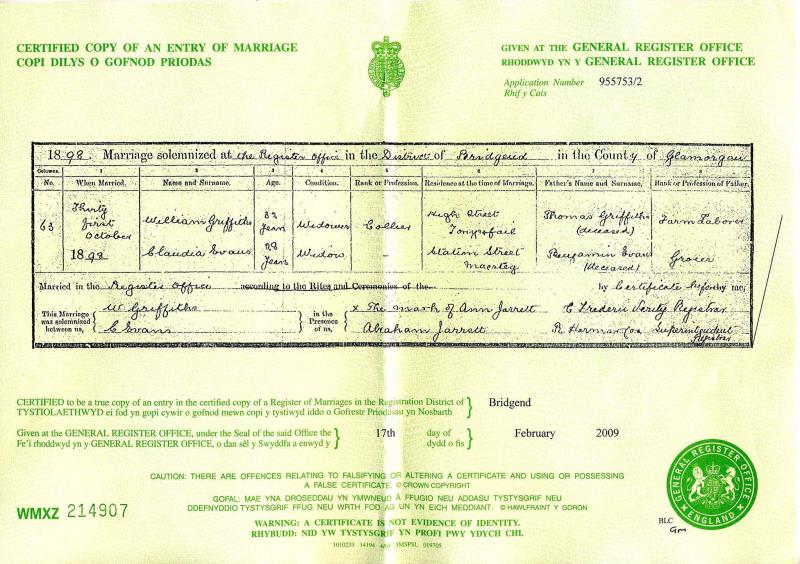 CERTIFIED COPY OF AN ENTRY OF MARRIAGE
COPI DILYS O GOFNOD PRIODAS
GIVEN AT THE GENERAL REGISTER OFFICE
RHODDWYD YN Y GENERAL REGISTER OFFICE
Application Number 955753/2
Rhif y Cais
1898. Marriage solemnized at the Register Office in the District of Bridgend in the County of Glamorgan
Columns. 1 2 3 4 5 6 7 8
No. When Married. Name and Surname. Age. Condition. Rank or Profession. Residence at the time of Marriage. Father's Name and Surname. Rank or Profession of Father.
63 Thirty first October 1898
William Griffiths 32 Years Widower Collier High Street Tonyrefail Thomas Griffiths (deceased) Farm Laborer
Claudia Evans 28 Years Widow - Station Street Maesteg Benjamin Evans (deceased) Grocer
Married in the Register Office according to the Rites and Ceremonies of the by Certificate before me,
This Marriage was solemnized between us, W Griffiths
C Evans
in the Presence of us, x The mark of Ann Jarrett
Abraham Jarrett
Registrar
Superintendent Registrar
CERTIFIED to be a true copy of an entry in the certified copy of a Register of Marriages in the Registration District of Bridgend
TYSTIOLAETHWYD ei fod yn gopi cywir o gofnod mewn copi y tystiwyd iddo o Gofrestr Priodasau yn Nosbarth
Given at the GENERAL REGISTER OFFICE, under the Seal of the said Office the 17th day of February 2009
Fe'i rhoddwyd yn y GENERAL REGISTER OFFICE, o dan sêl y Swyddfa a enwyd y dydd o fis
CAUTION: THERE ARE OFFENCES RELATING TO FALSIFYING OR ALTERING A CERTIFICATE AND USING OR POSSESSING
A FALSE CERTIFICATE. © CROWN COPYRIGHT
GOFAL: MAE YNA DROSEDDAU YN YMWNEUD Â FFUGIO NEU ADDASU TYSTYSGRIF NEU
DDEFNYDDIO TYSTYSGRIF FFUG NEU WRTH FOD AG UN YN EICH MEDDIANT. © HAWLFRAINT Y GORON
WARNING: A CERTIFICATE IS NOT EVIDENCE OF IDENTITY.
RHYBUDD: NID YW TYSTYSGRIF YN PROFI PWY YDYCH CHI.
WMXZ 214907
GENERAL REGISTER OFFICE
ENGLAND
BLC